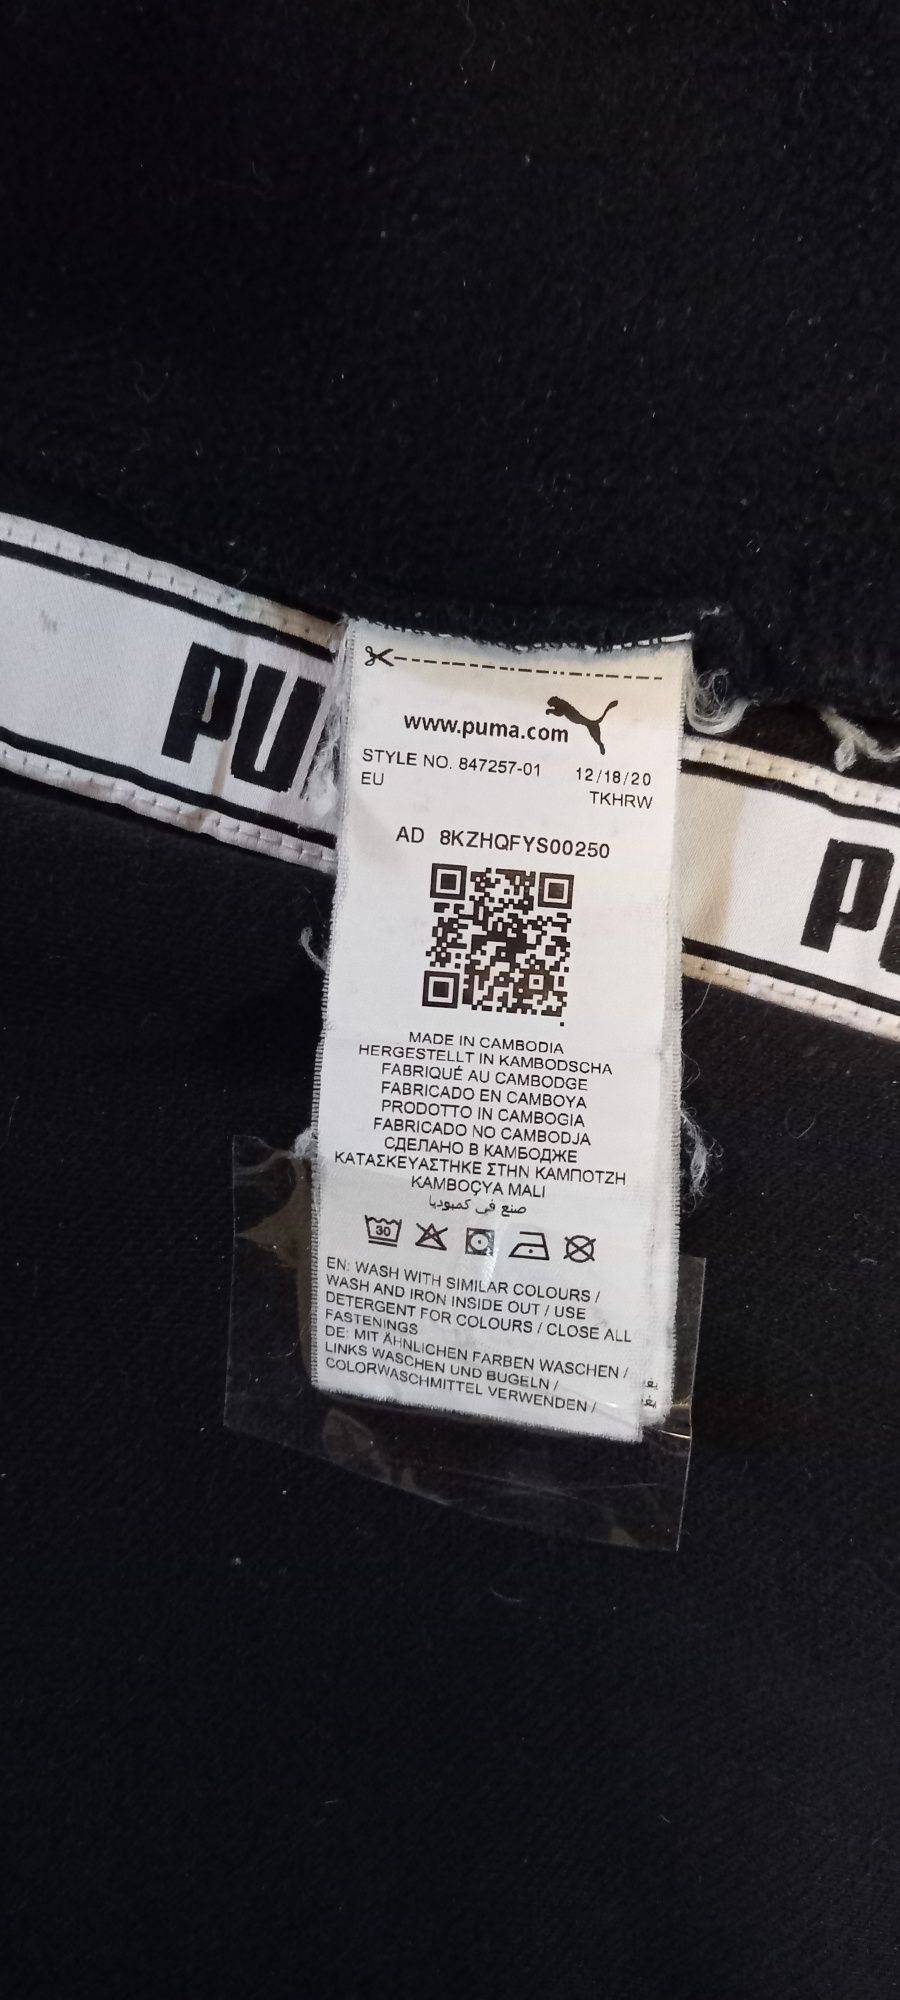 PU
www.puma.com
STYLE NO. 847257-01 12/18/20
EU TKHRW
AD 8KZHQFYS00250
MADE IN CAMBODIA
HERGESTELLT IN KAMBODSCHA
FABRIQUÉ AU CAMBODGE
FABRICADO EN CAMBOYA
PRODOTTO IN CAMBOGIA
FABRICADO NO CAMBODJA
СДЕЛАНО В КАМБОДЖЕ
ΚΑΤΑΣΚΕΥΑΣΤΗΚΕ ΣΤΗΝ ΚΑΜΠΟΤΖΗ
KAMBOÇYA MALI
صنع في كمبوديا
30
EN: WASH WITH SIMILAR COLOURS /
WASH AND IRON INSIDE OUT / USE
DETERGENT FOR COLOURS / CLOSE ALL
FASTENINGS
DE: MIT ÄHNLICHEN FARBEN WASCHEN /
LINKS WASCHEN UND BUGELN /
COLORWASCHMITTEL VERWENDEN /